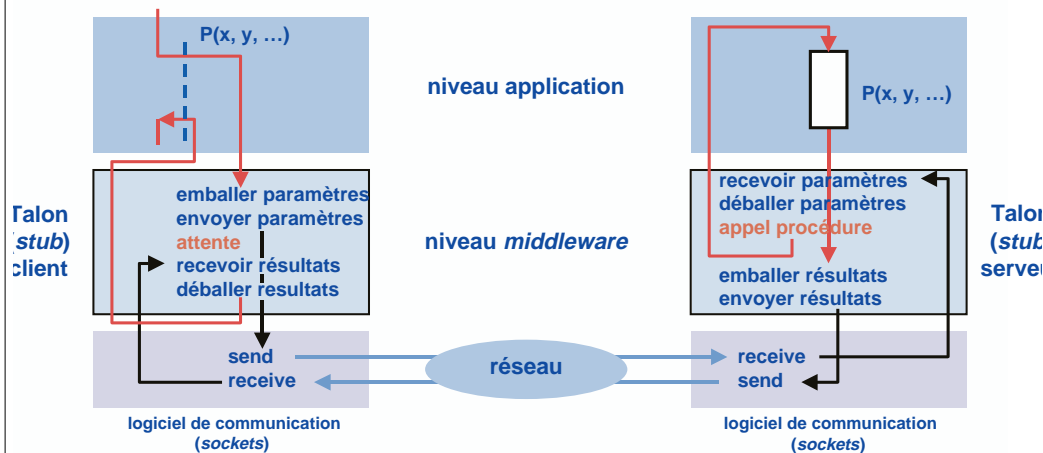 P(x, y, …)
niveau application
P(x, y, …)
Talon
(stub)
client
emballer paramètres
envoyer paramètres
attente
recevoir résultats
déballer resultats
niveau middleware
recevoir paramètres
déballer paramètres
appel procédure
emballer résultats
envoyer résultats
Talon
(stub
serveu
send
receive
réseau
receive
send
logiciel de communication
(sockets)
logiciel de communication
(sockets)